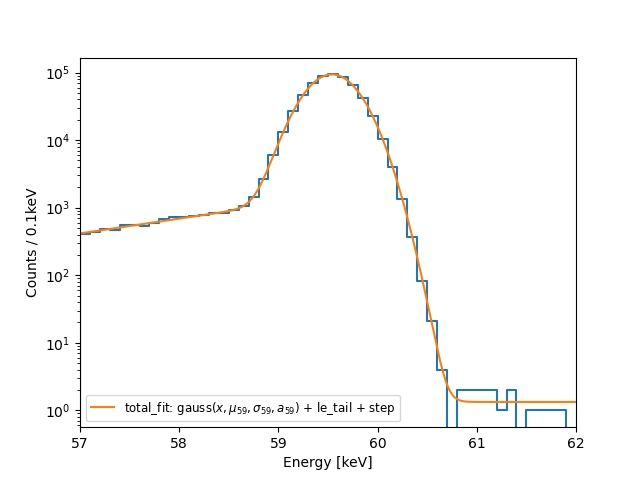 10⁵
10⁴
10³
10²
10¹
10⁰
Counts / 0.1keV
total_fit: gauss(x, μ₅₉, σ₅₉, a₅₉) + le_tail + step
57 58 59 60 61 62
Energy [keV]